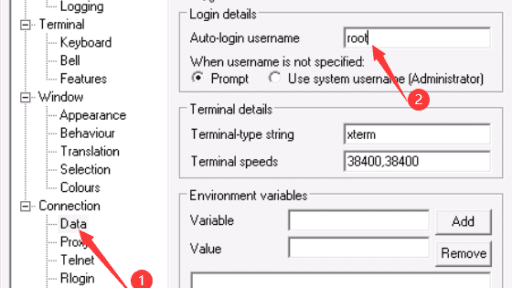 Logging
Terminal
Keyboard
Bell
Features
Window
Appearance
Behaviour
Translation
Selection
Colours
Connection
Data
Proxy
Telnet
Rlogin
1
Login details
Auto-login username
root
When username is not specified:
Prompt
Use system username (Administrator)
2
Terminal details
Terminal-type string
xterm
Terminal speeds
38400,38400
Environment variables
Variable
Add
Value
Remove